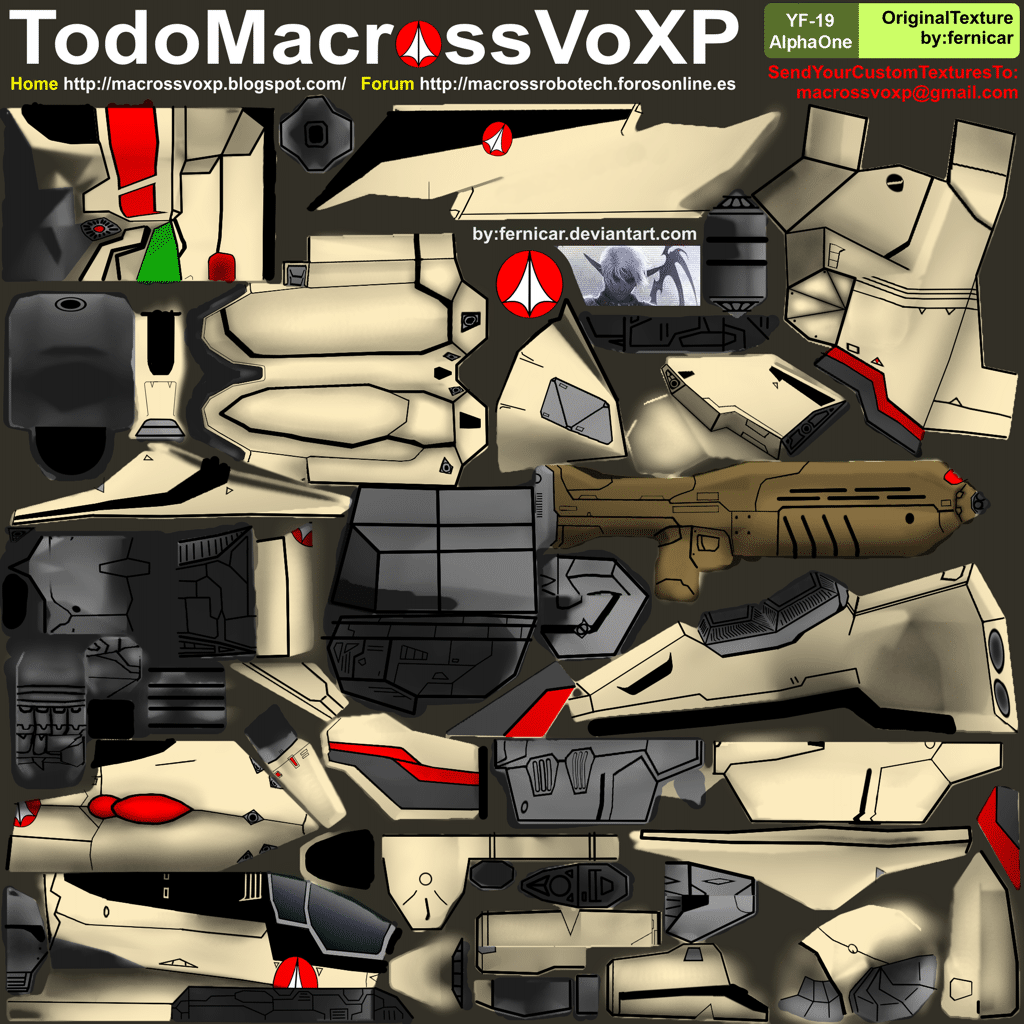 TodoMacrossVoXP
YF-19
AlphaOne
OriginalTexture
by:fernicar
Home http://macrossvoxp.blogspot.com/ Forum http://macrossrobotech.forosonline.es
SendYourCustomTexturesTo:
macrossvoxp@gmail.com
by:fernicar.deviantart.com